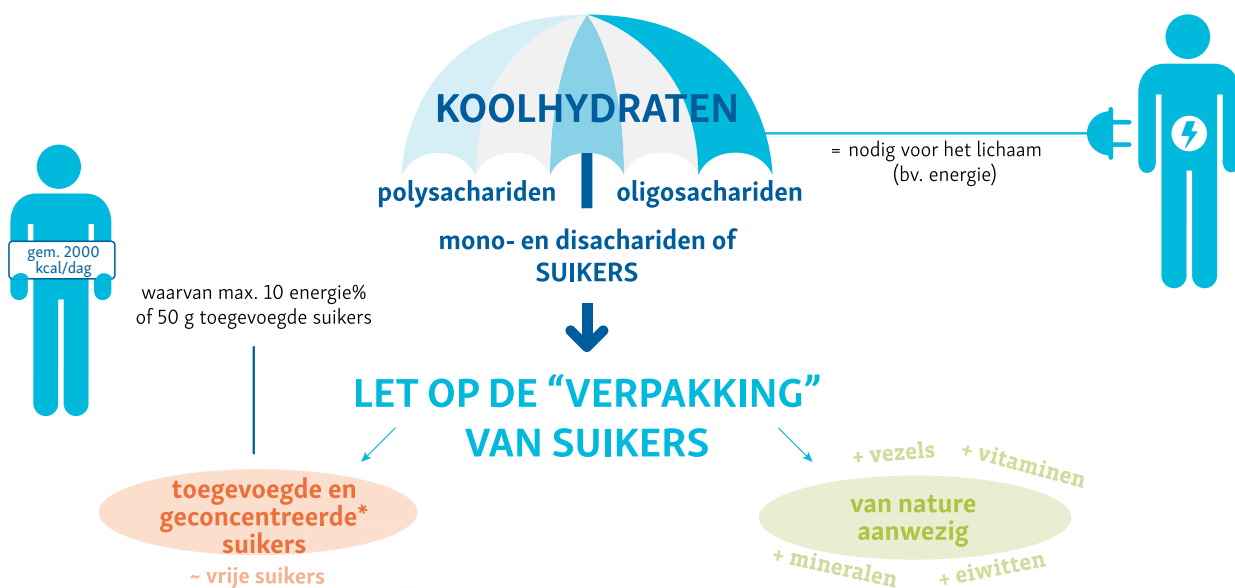 KOOLHYDRATEN
= nodig voor het lichaam
(bv. energie)
polysachariden
oligosachariden
mono- en disachariden of
SUIKERS
gem. 2000
kcal/dag
waarvan max. 10 energie%
of 50 g toegevoegde suikers
LET OP DE “VERPAKKING”
VAN SUIKERS
toegevoegde en
geconcentreerde*
suikers
~ vrije suikers
+ vezels
+ vitaminen
van nature
aanwezig
+ mineralen
+ eiwitten